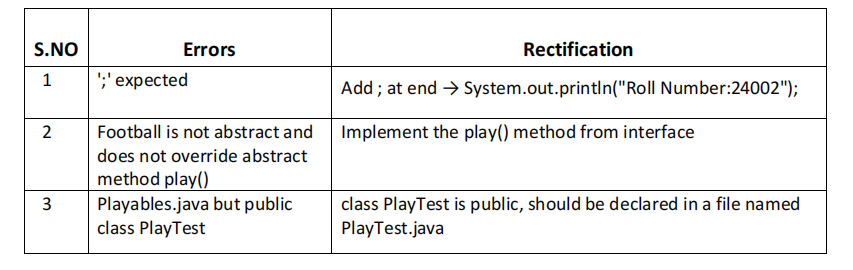 S.NO Errors Rectification
1 ';' expected Add ; at end → System.out.println("Roll Number:24002");
2 Football is not abstract and Implement the play() method from interface
does not override abstract
method play()
3 Playables.java but public class PlayTest is public, should be declared in a file named
class PlayTest PlayTest.java